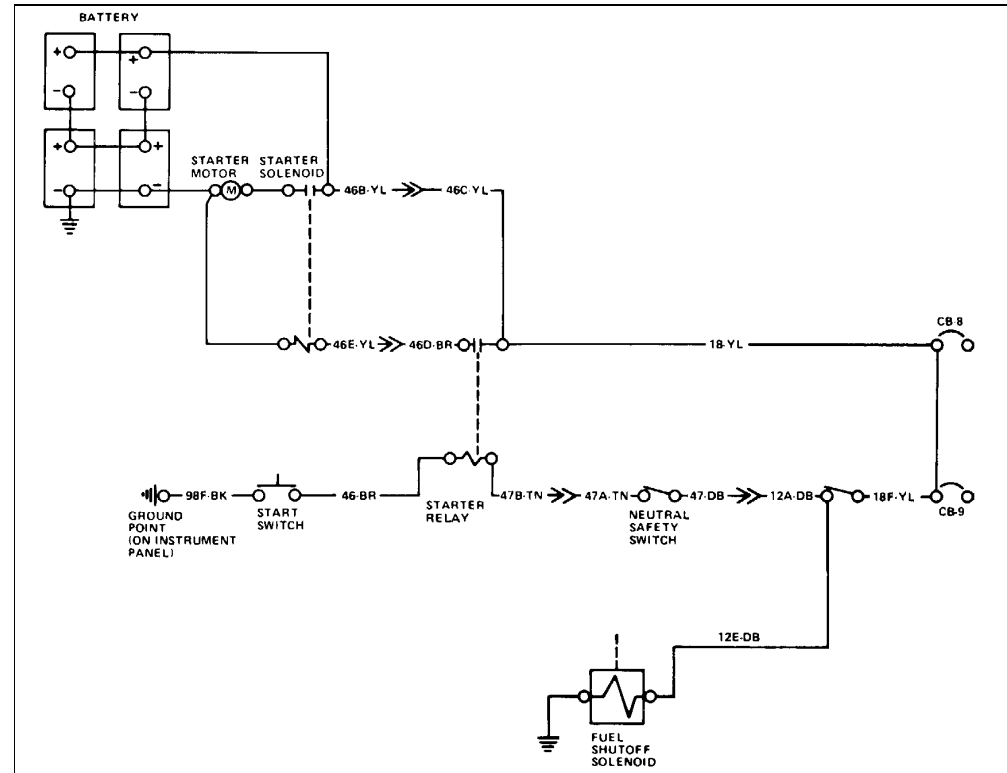 BATTERY
+
+
-
-
+
+
-
-
STARTER
MOTOR
STARTER
SOLENOID
M
46B-YL
46C-YL
46E-YL
46D-BR
18-YL
CB-8
98F-BK
46-BR
47B-TN
47A-TN
47-DB
12A-DB
18F-YL
CB-9
GROUND
POINT
(ON INSTRUMENT
PANEL)
START
SWITCH
STARTER
RELAY
NEUTRAL
SAFETY
SWITCH
12E-DB
FUEL
SHUTOFF
SOLENOID